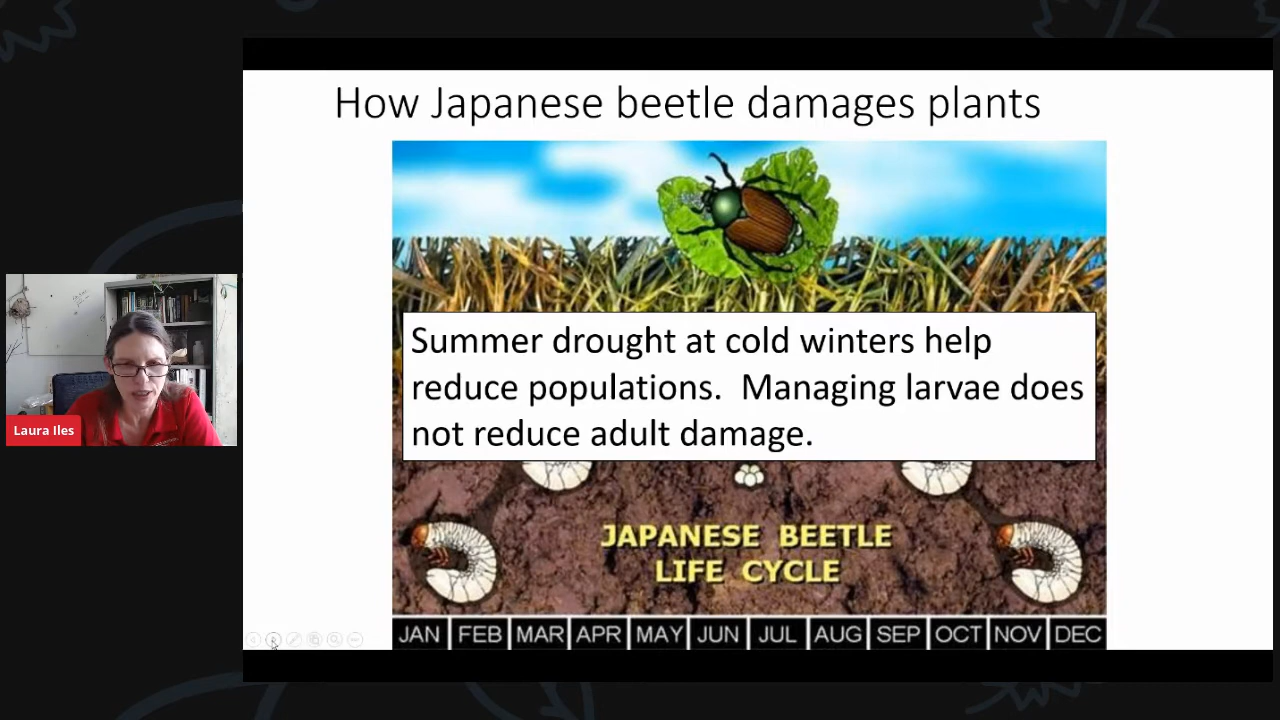 How Japanese beetle damages plants
Summer drought at cold winters help
reduce populations.  Managing larvae does
not reduce adult damage.
Laura Iles
JAPANESE BEETLE
LIFE CYCLE
JAN FEB MAR APR MAY JUN JUL AUG SEP OCT NOV DEC